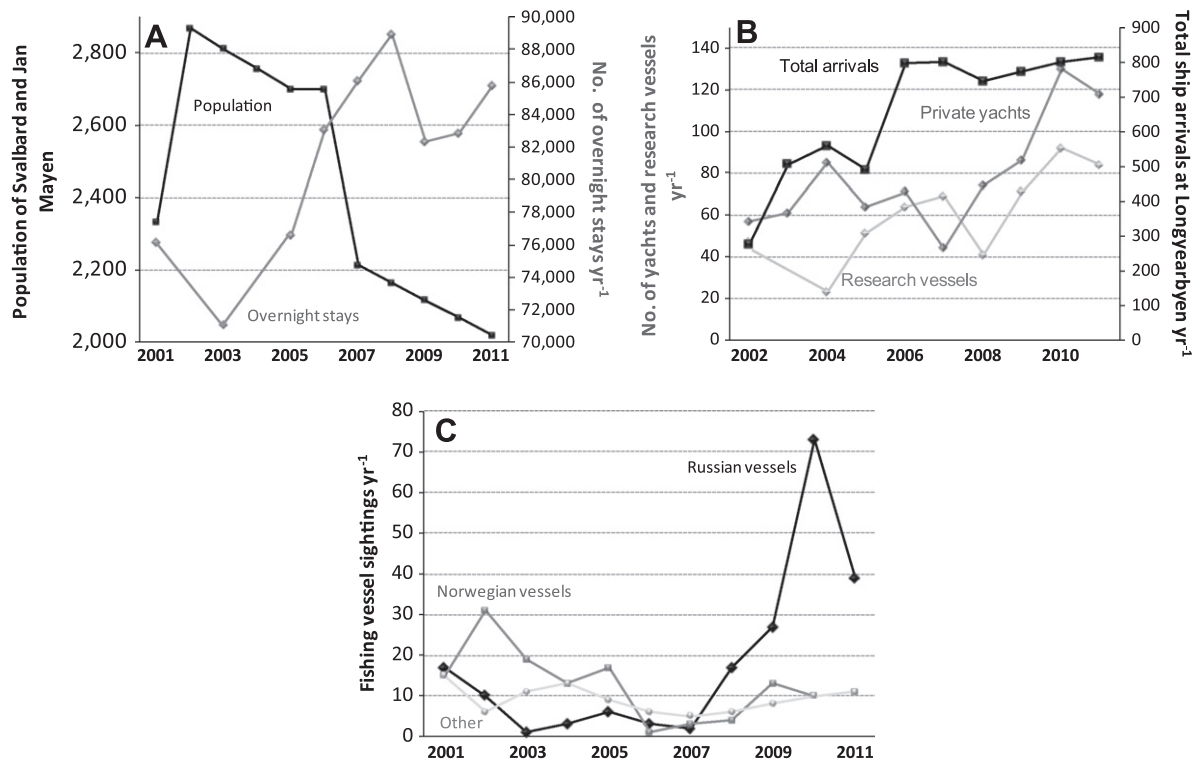 A
Population of Svalbard and Jan
Mayen
2,800
2,600
2,400
2,200
2,000
Population
Overnight stays
90,000
88,000
86,000
84,000
82,000
80,000
78,000
76,000
74,000
72,000
70,000
No. of overnight stays yr-1
2001 2003 2005 2007 2009 2011
B
No. of yachts and research vessels
yr-1
140
120
100
80
60
40
20
0
Total arrivals
Private yachts
Research vessels
900
800
700
600
500
400
300
200
100
0
Total ship arrivals at Longyearbyen yr-1
2002 2004 2006 2008 2010
C
Fishing vessel sightings yr-1
80
70
60
50
40
30
20
10
0
Russian vessels
Norwegian vessels
Other
2001 2003 2005 2007 2009 2011